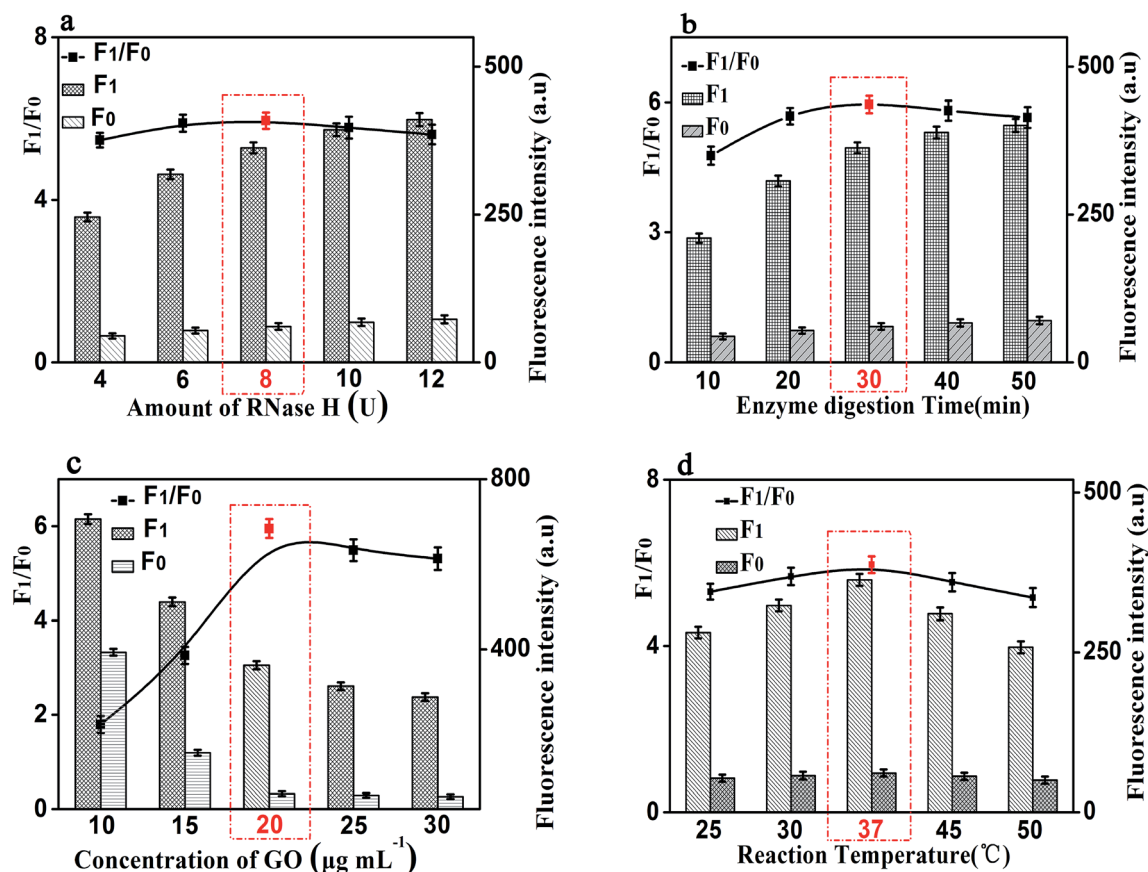 a
8
4
0
F1/F0
F1/F0
F1
F0
500
250
0
Fluorescence intensity (a.u)
4 6 8 10 12
Amount of RNase H (U)
b
6
3
0
F1/F0
F1/F0
F1
F0
500
250
0
Fluorescence intensity (a.u)
10 20 30 40 50
Enzyme digestion Time(min)
c
6
4
2
0
F1/F0
F1/F0
F1
F0
800
400
0
Fluorescence intensity (a.u)
10 15 20 25 30
Concentration of GO (μg mL⁻¹)
d
8
4
0
F1/F0
F1/F0
F1
F0
500
250
0
Fluorescence intensity (a.u)
25 30 37 45 50
Reaction Temperature(℃)